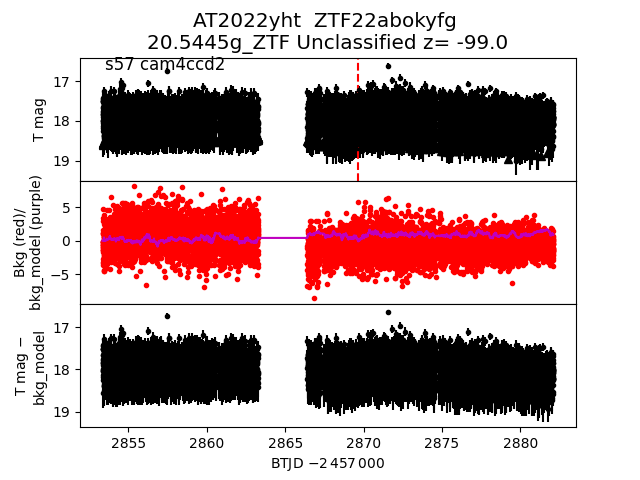 AT2022yht  ZTF22abokyfg
20.5445g_ZTF Unclassified z= -99.0
s57 cam4ccd2
T mag
17
18
19
Bkg (red)/
bkg_model (purple)
5
0
−5
T mag −
bkg_model
17
18
19
2855
2860
2865
2870
2875
2880
BTJD −2 457 000